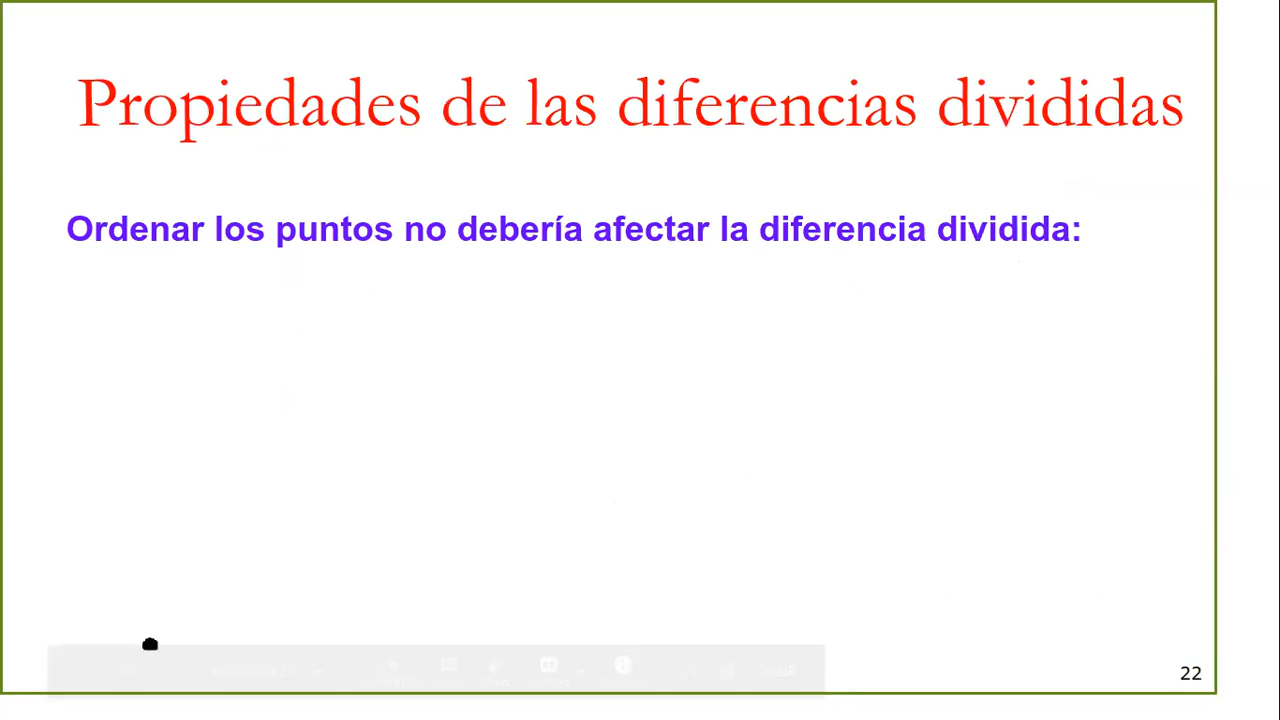 Propiedades de las diferencias divididas
Ordenar los puntos no debería afectar la diferencia dividida:
22